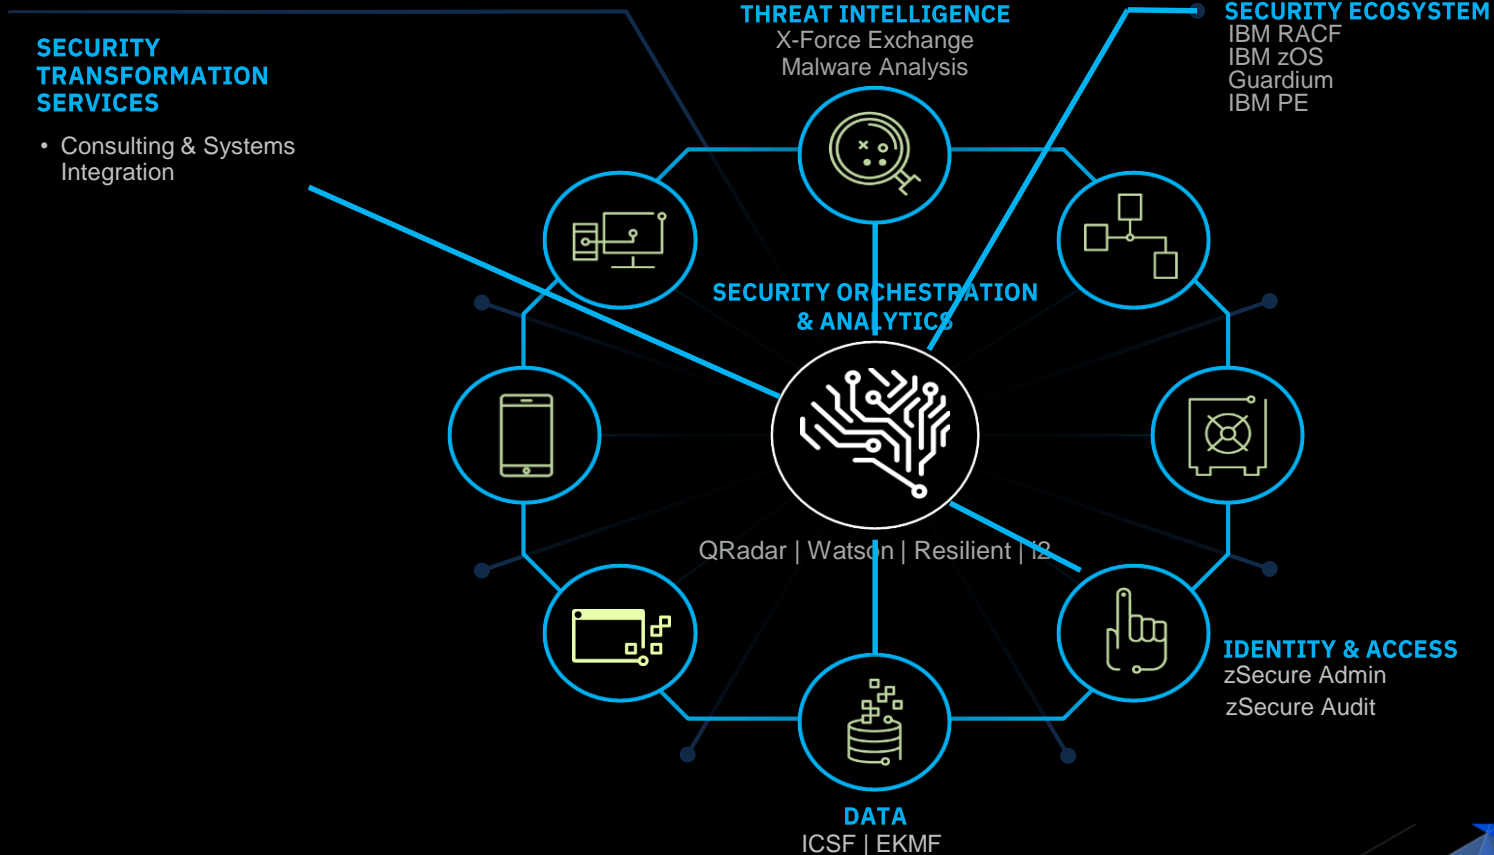 THREAT INTELLIGENCE
X-Force Exchange
Malware Analysis
SECURITY ECOSYSTEM
IBM RACF
IBM zOS
Guardium
IBM PE
SECURITY
TRANSFORMATION
SERVICES
• Consulting & Systems
Integration
SECURITY ORCHESTRATION
& ANALYTICS
QRadar | Watson | Resilient | i2
IDENTITY & ACCESS
zSecure Admin
zSecure Audit
DATA
ICSF | EKMF